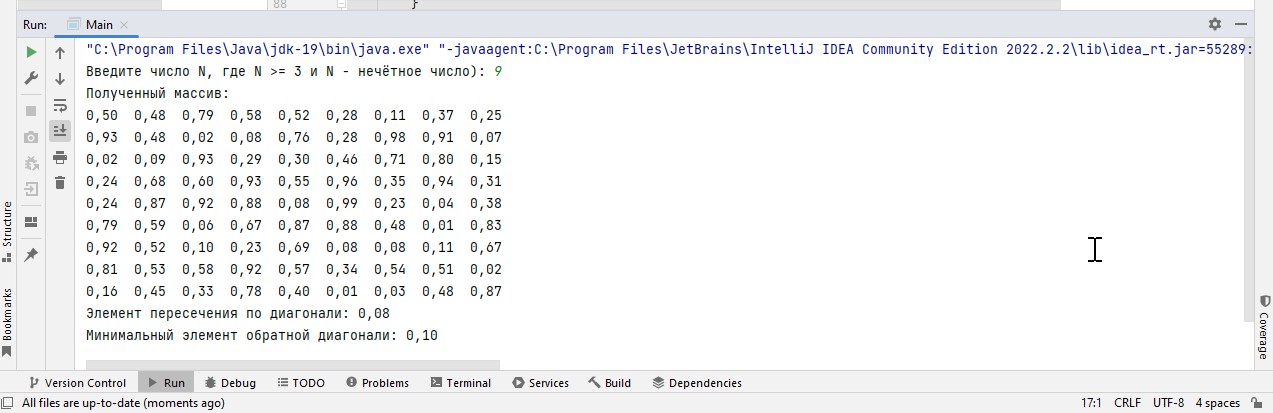 88 }
Run: Main
"C:\Program Files\Java\jdk-19\bin\java.exe" "-javaagent:C:\Program Files\JetBrains\IntelliJ IDEA Community Edition 2022.2.2\lib\idea_rt.jar=55289:
Введите число N, где N >= 3 и N - нечётное число): 9
Полученный массив:
0,50 0,48 0,79 0,58 0,52 0,28 0,11 0,37 0,25
0,93 0,48 0,02 0,08 0,76 0,28 0,98 0,91 0,07
0,02 0,09 0,93 0,29 0,30 0,46 0,71 0,80 0,15
0,24 0,68 0,60 0,93 0,55 0,96 0,35 0,94 0,31
0,24 0,87 0,92 0,88 0,08 0,99 0,23 0,04 0,38
0,79 0,59 0,06 0,67 0,87 0,88 0,48 0,01 0,83
0,92 0,52 0,10 0,23 0,69 0,08 0,08 0,11 0,67
0,81 0,53 0,58 0,92 0,57 0,34 0,54 0,51 0,02
0,16 0,45 0,33 0,78 0,40 0,01 0,03 0,48 0,87
Элемент пересечения по диагонали: 0,08
Минимальный элемент обратной диагонали: 0,10
Structure
Bookmarks
Coverage
Version Control Run Debug TODO Problems Terminal Services Build Dependencies
All files are up-to-date (moments ago) 17:1 CRLF UTF-8 4 spaces